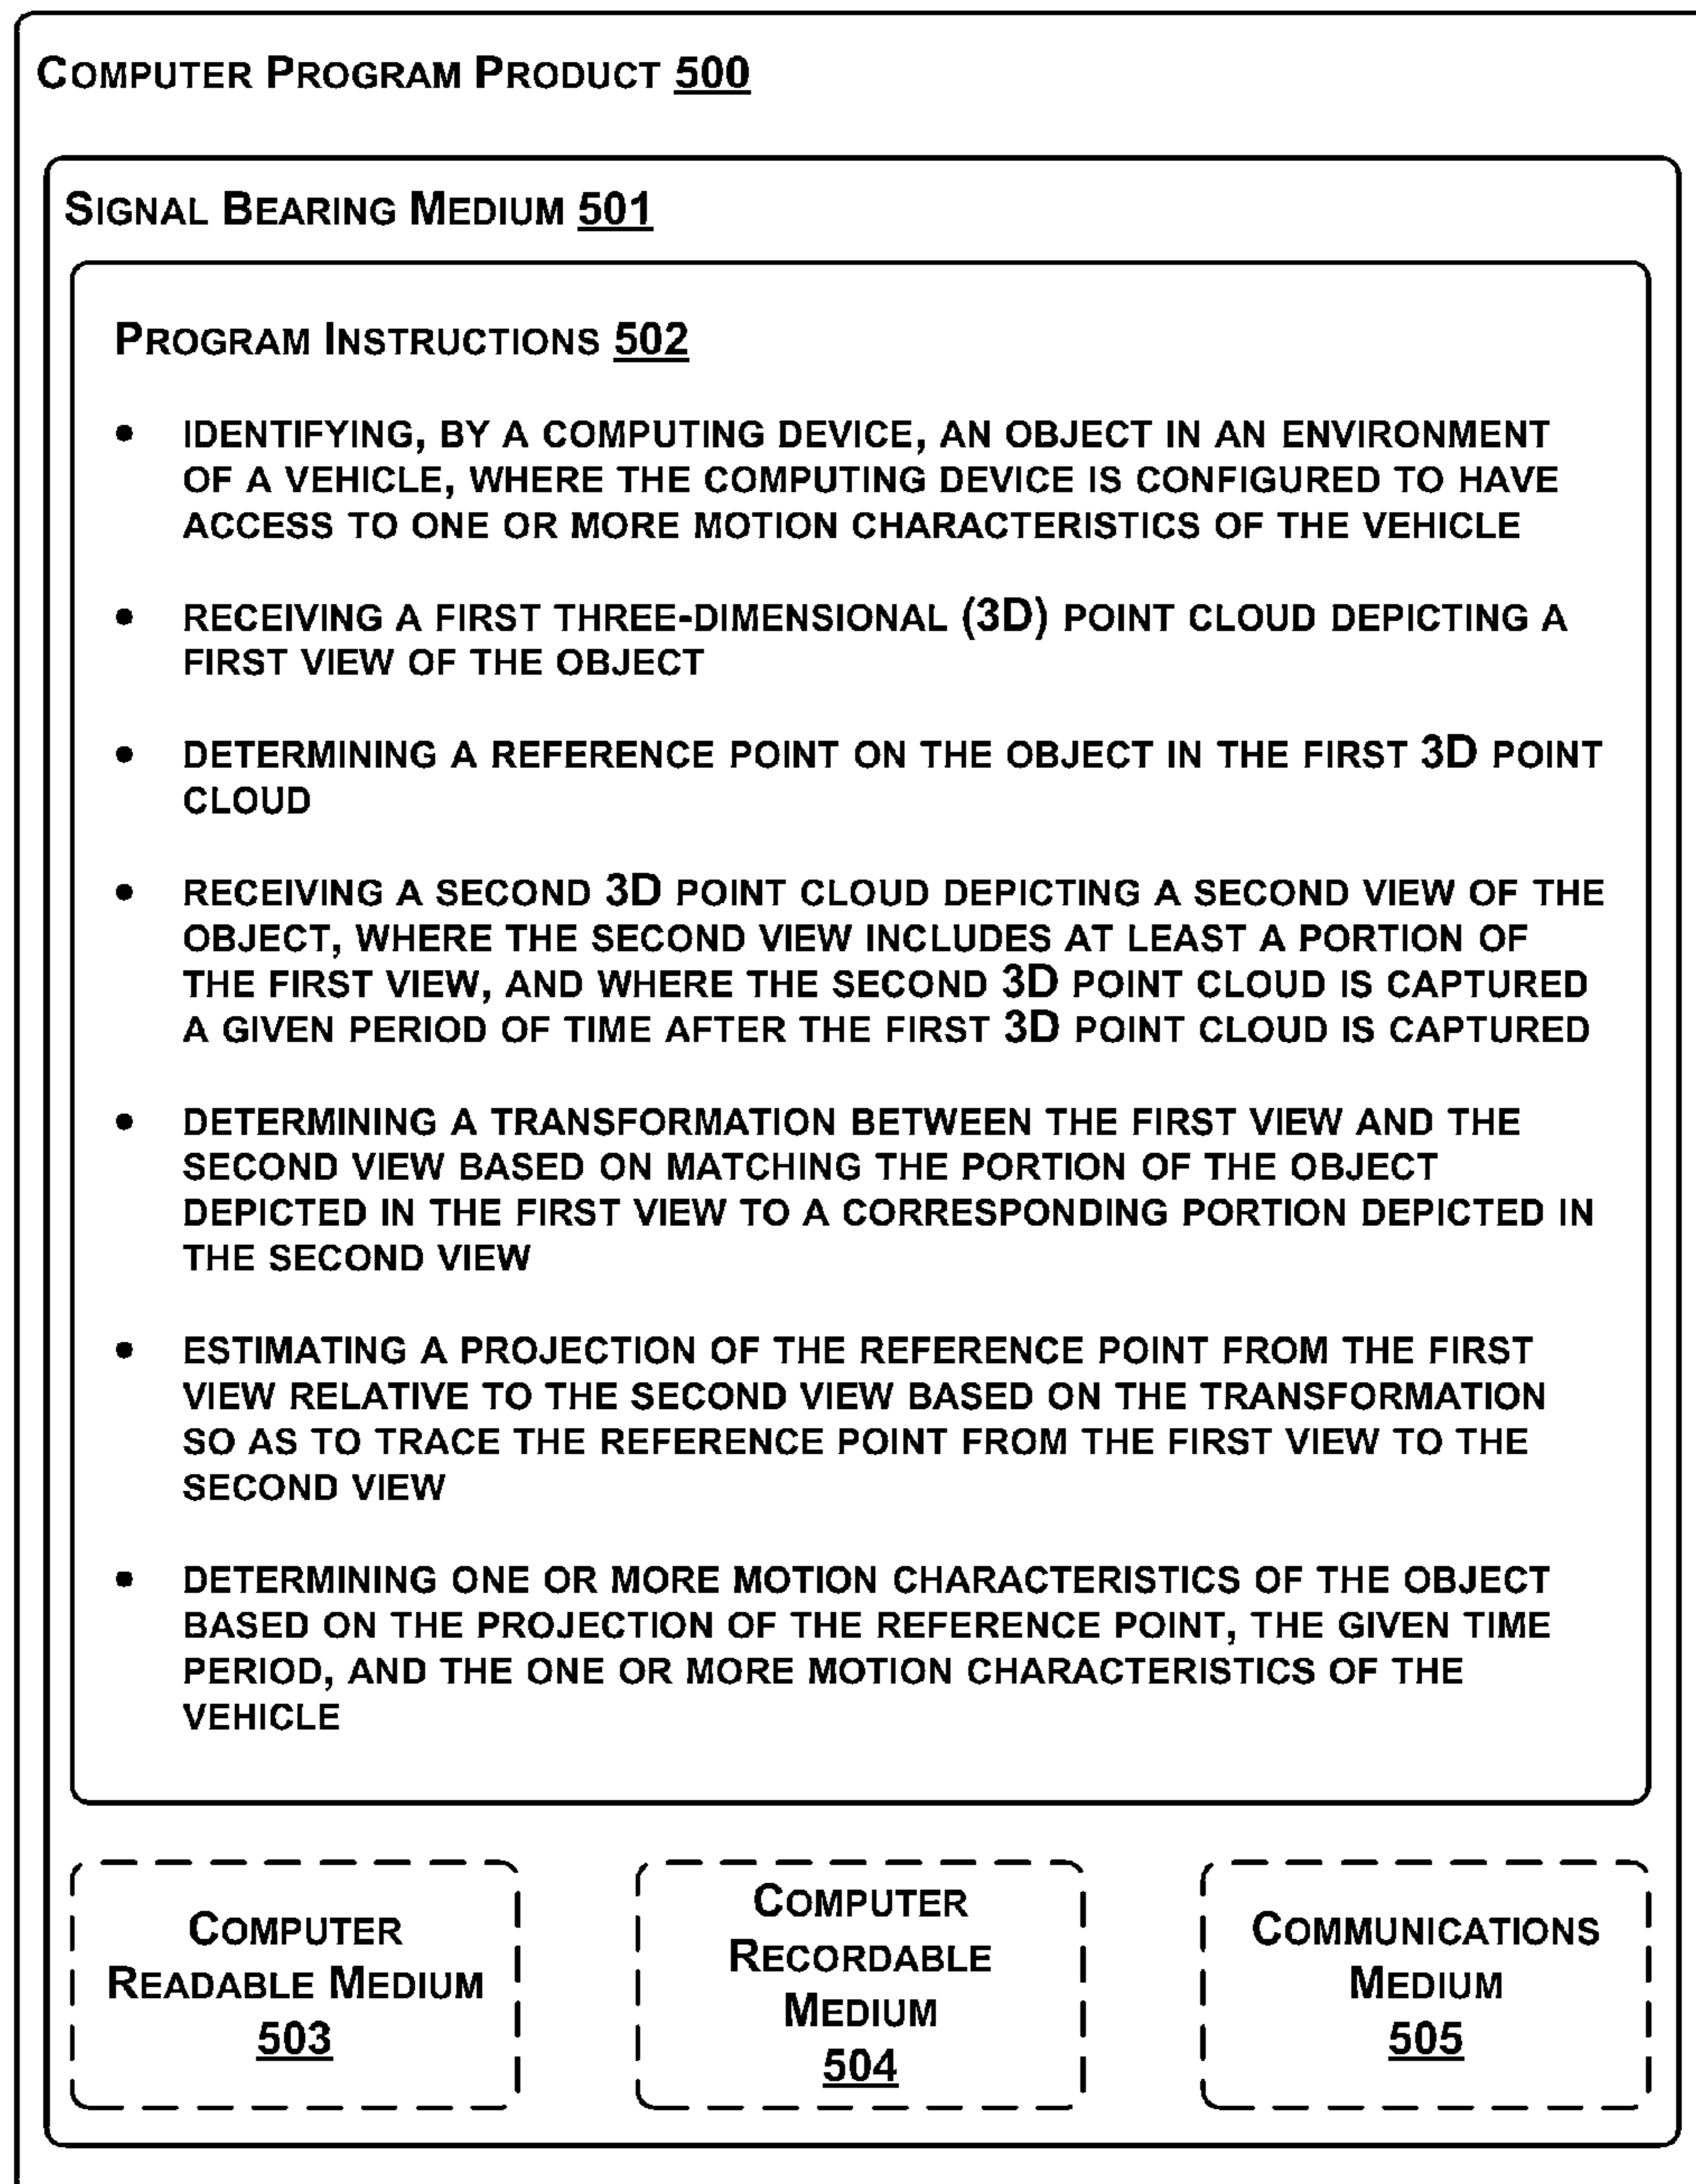 COMPUTER PROGRAM PRODUCT 500
SIGNAL BEARING MEDIUM 501
PROGRAM INSTRUCTIONS 502
• IDENTIFYING, BY A COMPUTING DEVICE, AN OBJECT IN AN ENVIRONMENT
OF A VEHICLE, WHERE THE COMPUTING DEVICE IS CONFIGURED TO HAVE
ACCESS TO ONE OR MORE MOTION CHARACTERISTICS OF THE VEHICLE
• RECEIVING A FIRST THREE-DIMENSIONAL (3D) POINT CLOUD DEPICTING A
FIRST VIEW OF THE OBJECT
• DETERMINING A REFERENCE POINT ON THE OBJECT IN THE FIRST 3D POINT
CLOUD
• RECEIVING A SECOND 3D POINT CLOUD DEPICTING A SECOND VIEW OF THE
OBJECT, WHERE THE SECOND VIEW INCLUDES AT LEAST A PORTION OF
THE FIRST VIEW, AND WHERE THE SECOND 3D POINT CLOUD IS CAPTURED
A GIVEN PERIOD OF TIME AFTER THE FIRST 3D POINT CLOUD IS CAPTURED
• DETERMINING A TRANSFORMATION BETWEEN THE FIRST VIEW AND THE
SECOND VIEW BASED ON MATCHING THE PORTION OF THE OBJECT
DEPICTED IN THE FIRST VIEW TO A CORRESPONDING PORTION DEPICTED IN
THE SECOND VIEW
• ESTIMATING A PROJECTION OF THE REFERENCE POINT FROM THE FIRST
VIEW RELATIVE TO THE SECOND VIEW BASED ON THE TRANSFORMATION
SO AS TO TRACE THE REFERENCE POINT FROM THE FIRST VIEW TO THE
SECOND VIEW
• DETERMINING ONE OR MORE MOTION CHARACTERISTICS OF THE OBJECT
BASED ON THE PROJECTION OF THE REFERENCE POINT, THE GIVEN TIME
PERIOD, AND THE ONE OR MORE MOTION CHARACTERISTICS OF THE
VEHICLE
COMPUTER
READABLE MEDIUM
503
COMPUTER
RECORDABLE
MEDIUM
504
COMMUNICATIONS
MEDIUM
505